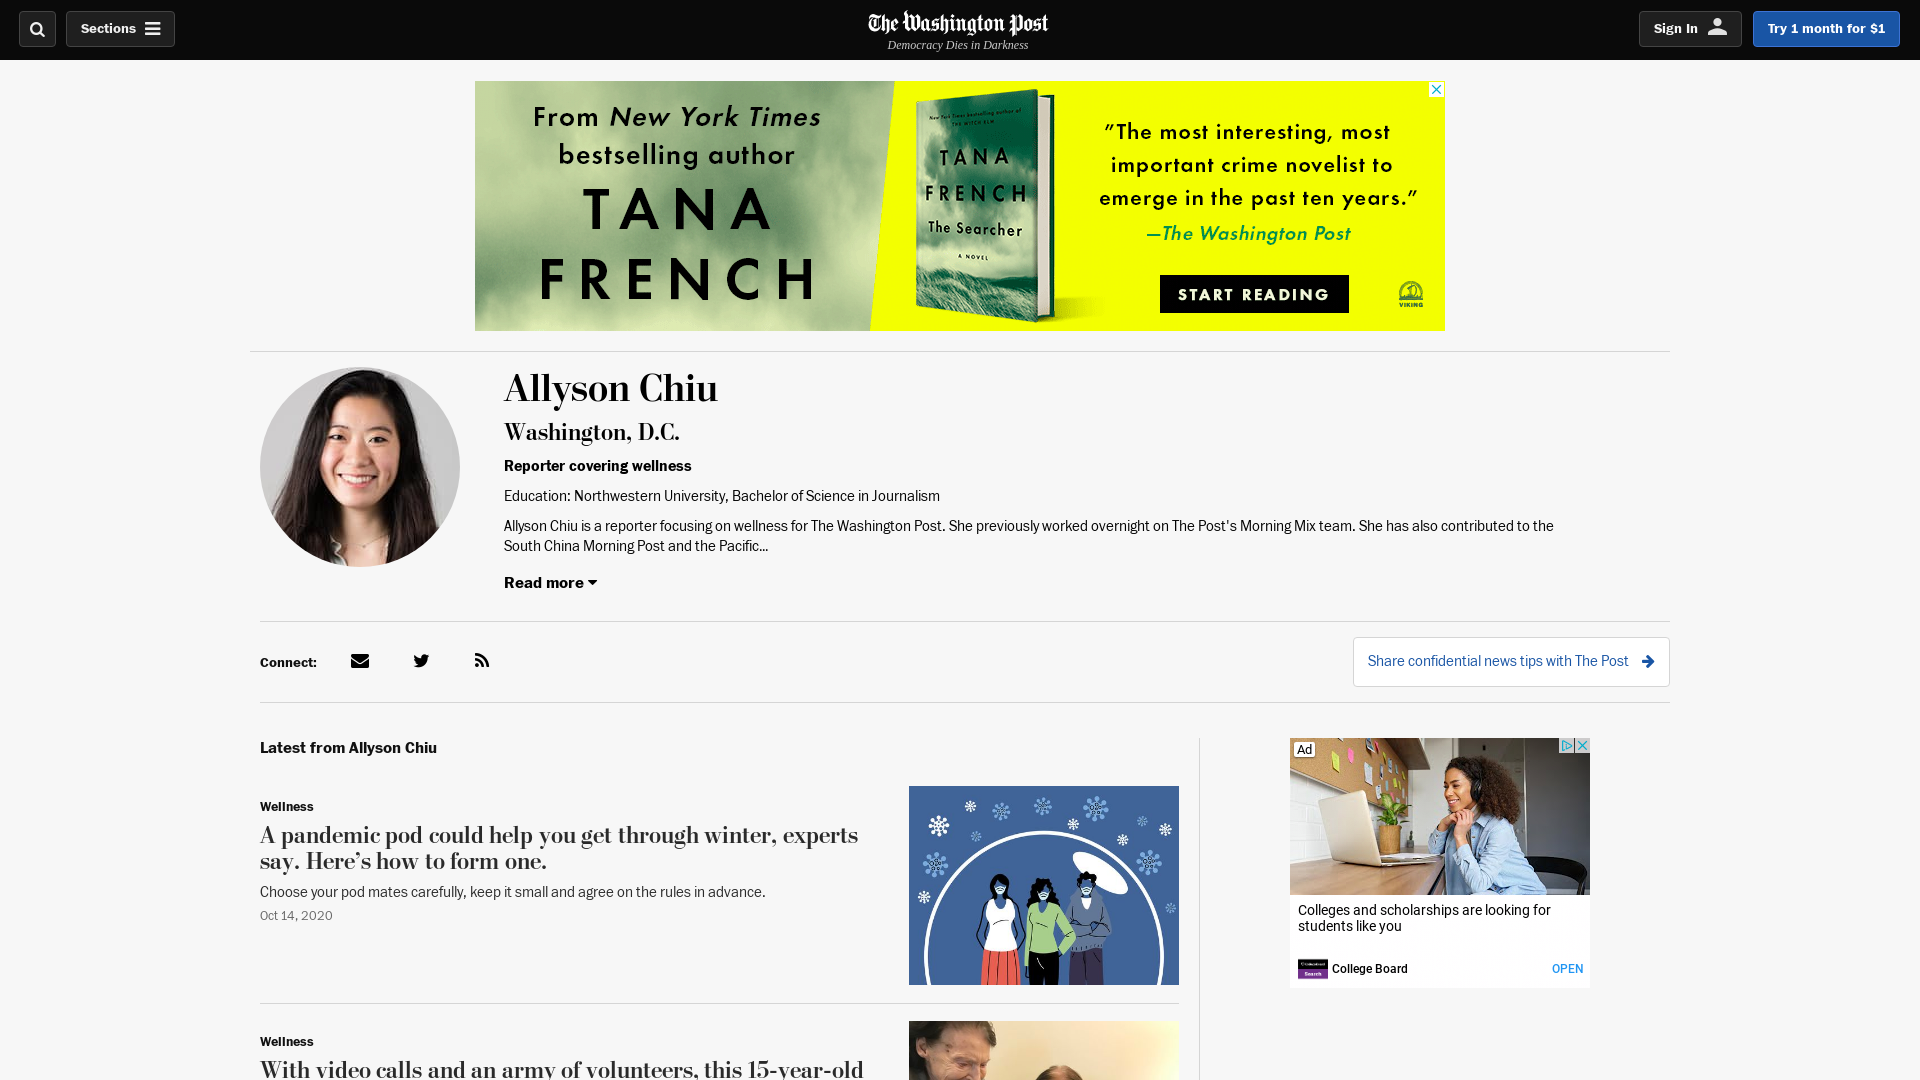 Sections
The Washington Post
Democracy Dies in Darkness
Sign In
Try 1 month for $1
From New York Times
bestselling author
TANA
FRENCH
New York Times bestselling author of
THE WITCH ELM
TANA
FRENCH
The Searcher
A NOVEL
"The most interesting, most
important crime novelist to
emerge in the past ten years."
—The Washington Post
START READING
VIKING
Allyson Chiu
Washington, D.C.
Reporter covering wellness
Education: Northwestern University, Bachelor of Science in Journalism
Allyson Chiu is a reporter focusing on wellness for The Washington Post. She previously worked overnight on The Post's Morning Mix team. She has also contributed to the
South China Morning Post and the Pacific...
Read more
Connect:
Share confidential news tips with The Post
Latest from Allyson Chiu
Wellness
A pandemic pod could help you get through winter, experts
say. Here’s how to form one.
Choose your pod mates carefully, keep it small and agree on the rules in advance.
Oct 14, 2020
Wellness
With video calls and an army of volunteers, this 15-year-old
Ad
Colleges and scholarships are looking for
students like you
Search
College Board
OPEN